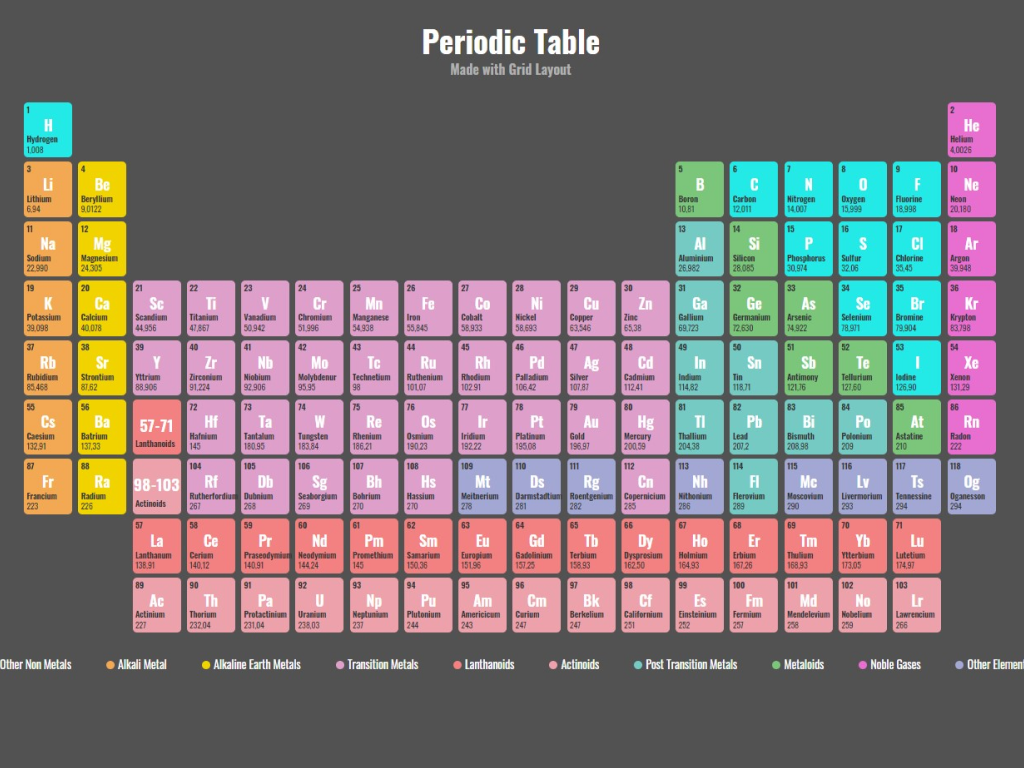 Periodic Table
Made with Grid Layout
1 2
H He
Hydrogen Helium
1,008 4,0026
3 4 5 6 7 8 9 10
Li Be B C N O F Ne
Lithium Beryllium Boron Carbon Nitrogen Oxygen Fluorine Neon
6,94 9,0122 10,81 12,011 14,007 15,999 18,998 20,180
11 12 13 14 15 16 17 18
Na Mg Al Si P S Cl Ar
Sodium Magnesium Aluminium Silicon Phosphorus Sulfur Chlorine Argon
22,990 24,305 26,982 28,085 30,974 32,06 35,45 39,948
19 20 21 22 23 24 25 26 27 28 29 30 31 32 33 34 35 36
K Ca Sc Ti V Cr Mn Fe Co Ni Cu Zn Ga Ge As Se Br Kr
Potassium Calcium Scandium Titanium Vanadium Chromium Manganese Iron Cobalt Nickel Copper Zinc Gallium Germanium Arsenic Selenium Bromine Krypton
39,098 40,078 44,956 47,867 50,942 51,996 54,938 55,845 58,933 58,693 63,546 65,38 69,723 72,630 74,922 78,971 79,904 83,798
37 38 39 40 41 42 43 44 45 46 47 48 49 50 51 52 53 54
Rb Sr Y Zr Nb Mo Tc Ru Rh Pd Ag Cd In Sn Sb Te I Xe
Rubidium Strontium Yttrium Zirconium Niobium Molybdenur Technetium Ruthenium Rhodium Palladium Silver Cadmium Indium Tin Antimony Tellurium Iodine Xenon
85,468 87,62 88,906 91,224 92,906 95,95 98 101,07 102,91 106,42 107,87 112,41 114,82 118,71 121,76 127,60 126,90 131,29
55 56 72 73 74 75 76 77 78 79 80 81 82 83 84 85 86
Cs Ba 57-71 Hf Ta W Re Os Ir Pt Au Hg Tl Pb Bi Po At Rn
Caesium Batrium Lanthanoids Hafnium Tantalum Tungsten Rhenium Osmium Iridium Platinum Gold Mercury Thallium Lead Bismuth Polonium Astatine Radon
132,91 137,33 145 180,95 183,84 186,21 190,23 192,22 195,08 196,97 200,59 204,38 207,2 208,98 209 210 222
87 88 104 105 106 107 108 109 110 111 112 113 114 115 116 117 118
Fr Ra 98-103 Rf Db Sg Bh Hs Mt Ds Rg Cn Nh Fl Mc Lv Ts Og
Francium Radium Actinoids Rutherfordium Dubnium Seaborgium Bohrium Hassium Meitnerium Darmstadtium Roentgenium Copernicium Nithonium Flerovium Moscovium Livermorium Tennessine Oganesson
223 226 267 268 269 270 270 278 281 282 285 286 289 290 293 294 294
57 58 59 60 61 62 63 64 65 66 67 68 69 70 71
La Ce Pr Nd Pm Sm Eu Gd Tb Dy Ho Er Tm Yb Lu
Lanthanum Cerium Praseodymium Neodymium Promethium Samarium Europium Gadolinium Terbium Dysprosium Holmium Erbium Thulium Ytterbium Lutetium
138,91 140,12 140,91 144,24 145 150,36 151,96 157,25 158,93 162,50 164,93 167,26 168,93 173,05 174,97
89 90 91 92 93 94 95 96 97 98 99 100 101 102 103
Ac Th Pa U Np Pu Am Cm Bk Cf Es Fm Md No Lr
Actinium Thorium Protactinium Uranium Neptunium Plutonium Americicum Curium Berkelium Californium Einsteinium Fermium Mendelevium Nobelium Lawrencium
227 232,04 231,04 238,03 237 244 243 247 247 251 252 257 258 259 266
Other Non Metals Alkali Metal Alkaline Earth Metals Transition Metals Lanthanoids Actinoids Post Transition Metals Metaloids Noble Gases Other Element